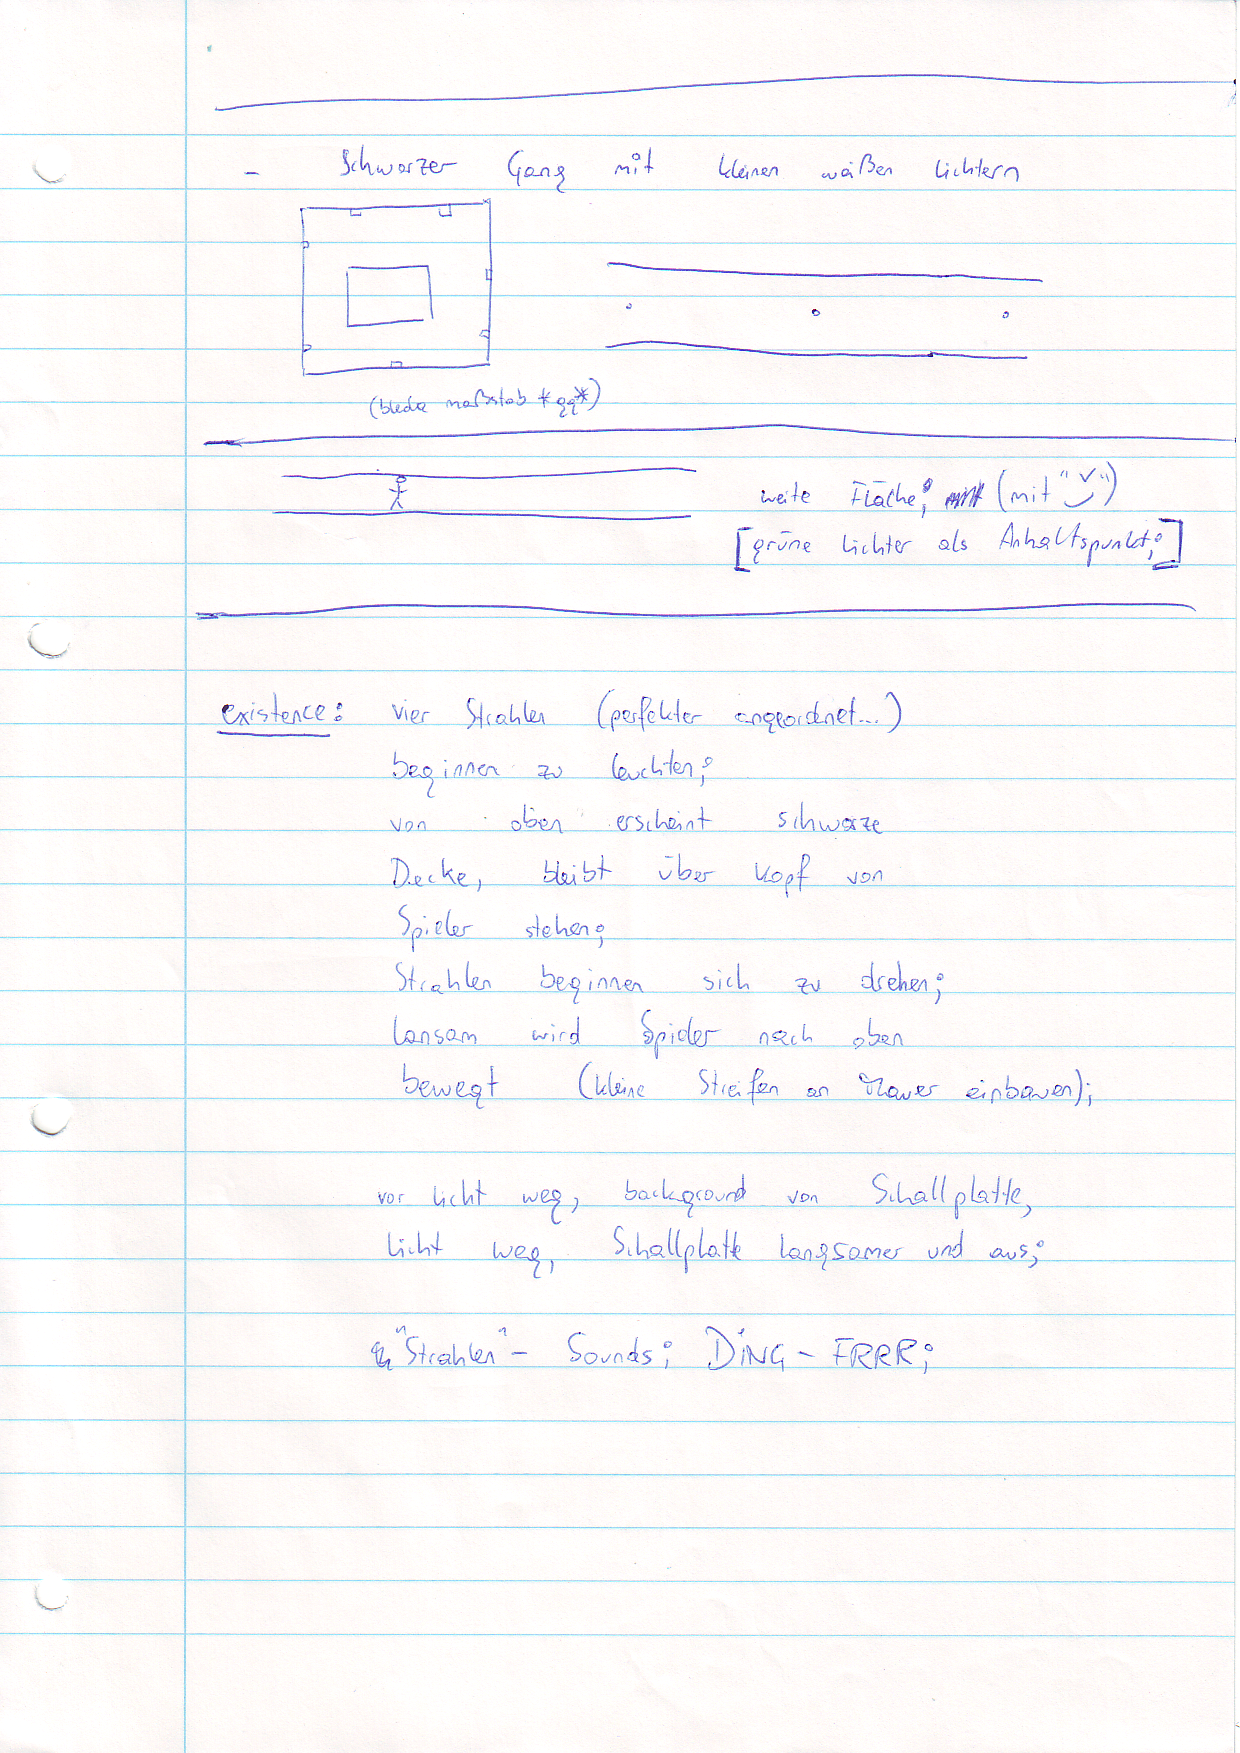 - Schwarzer Gang mit kleinen waißen Lichtern
(bleda maßstab *gg*)
weite Fläche; (mit "
")
[grüne Lichter als Anhaltspunkt;]
existence: vier Strahlen (perfekter angeordnet...)
beginnen zu leuchten;
von oben erscheint schwarze
Decke, bleibt über Kopf von
Spieler stehen;
Strahlen beginnen sich zu drehen;
lansam wird Spieler nach oben
bewegt (kleine Streifen an Mauer einbauen);
vor licht weg, background von Schallplatte,
licht weg, Schallplatte langsamer und aus;
"Strahlen" - Sounds; DiNG - FRRR;